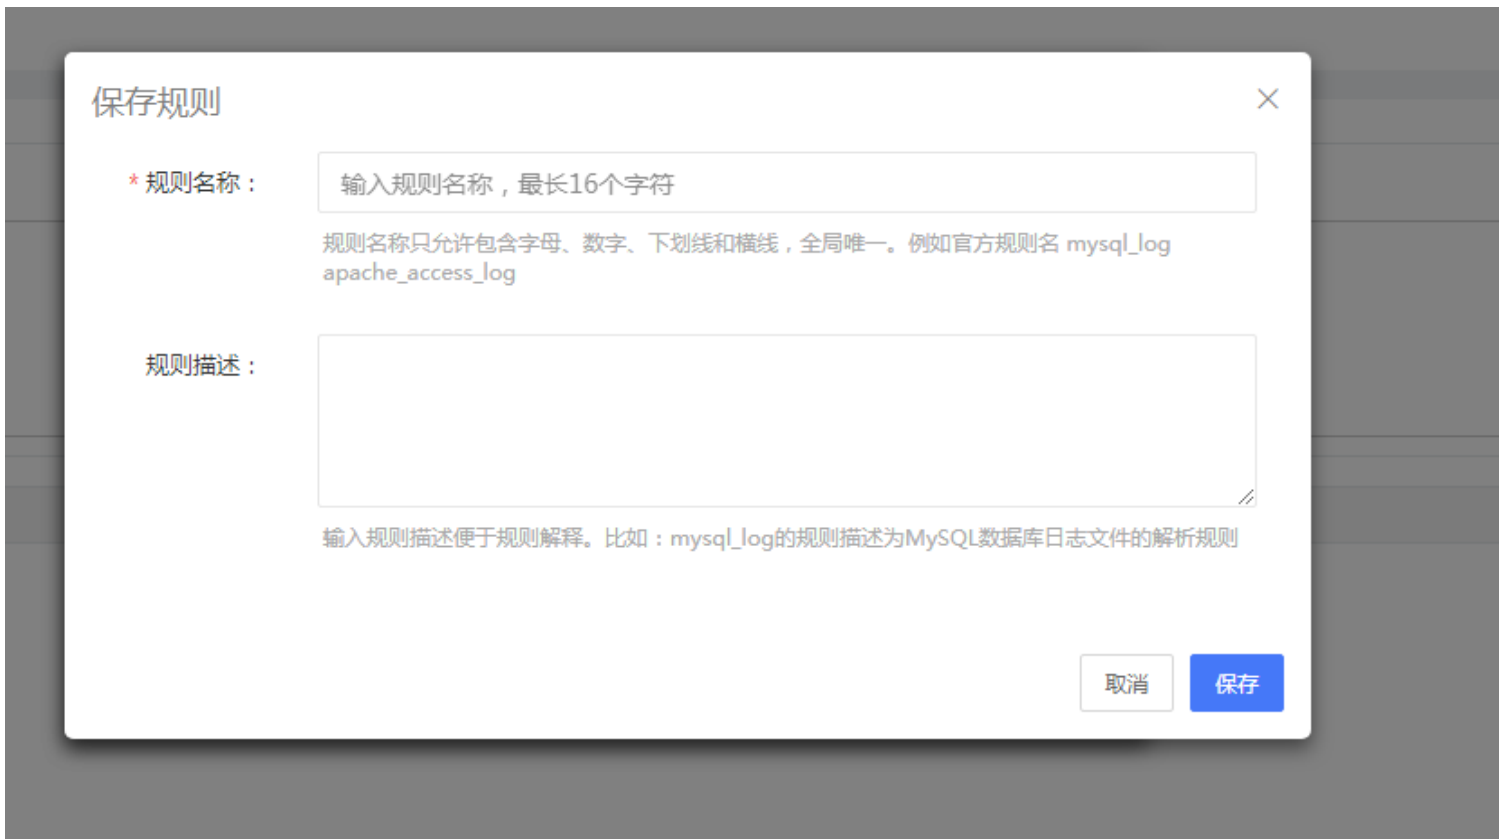 保存规则
* 规则名称：
输入规则名称，最长16个字符
规则名称只允许包含字母、数字、下划线和横线，全局唯一。例如官方规则名 mysql_log
apache_access_log
规则描述：
输入规则描述便于规则解释。比如：mysql_log的规则描述为MySQL数据库日志文件的解析规则
取消
保存